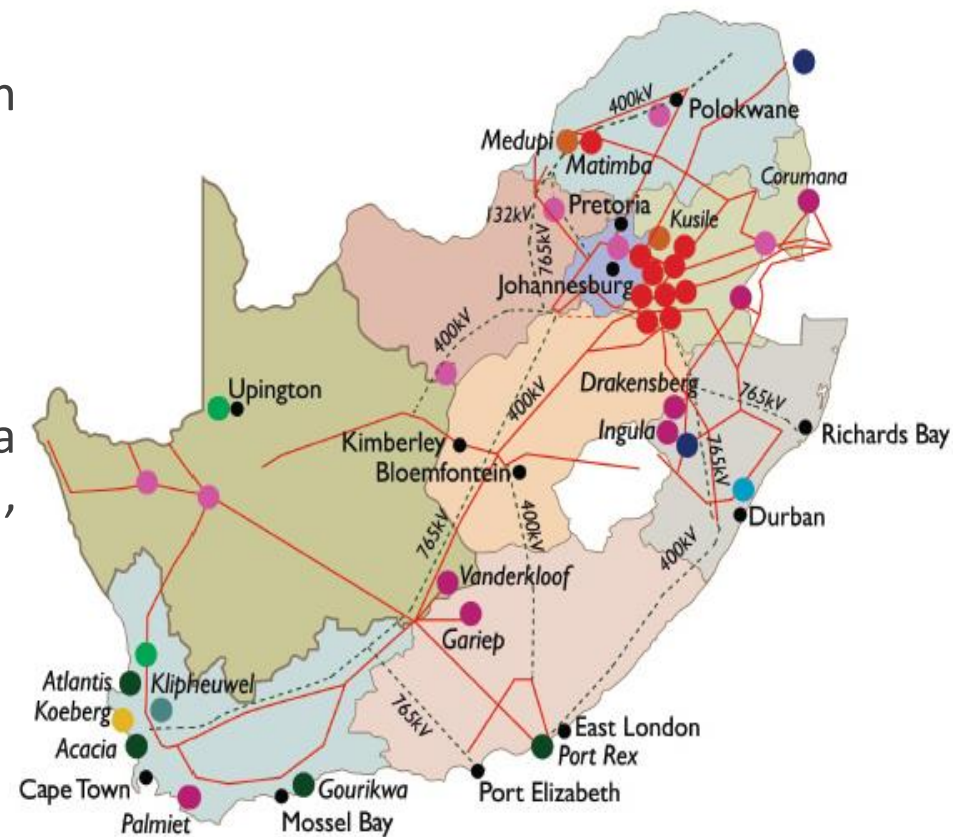 n
400kV
Polokwane
Medupi
Matimba
Corumana
132kV
Pretoria
Kusile
765kV
Johannesburg
400kV
400kV
Drakensberg
765kV
Upington
Ingula
Richards Bay
a
Kimberley
Bloemfontein
765kV
,
Durban
765kV
400kV
400kV
Vanderkloof
Gariep
Atlantis
Klipheuwel
Koeberg
765kV
East London
Acacia
Port Rex
Cape Town
Gourikwa
Port Elizabeth
Palmiet
Mossel Bay